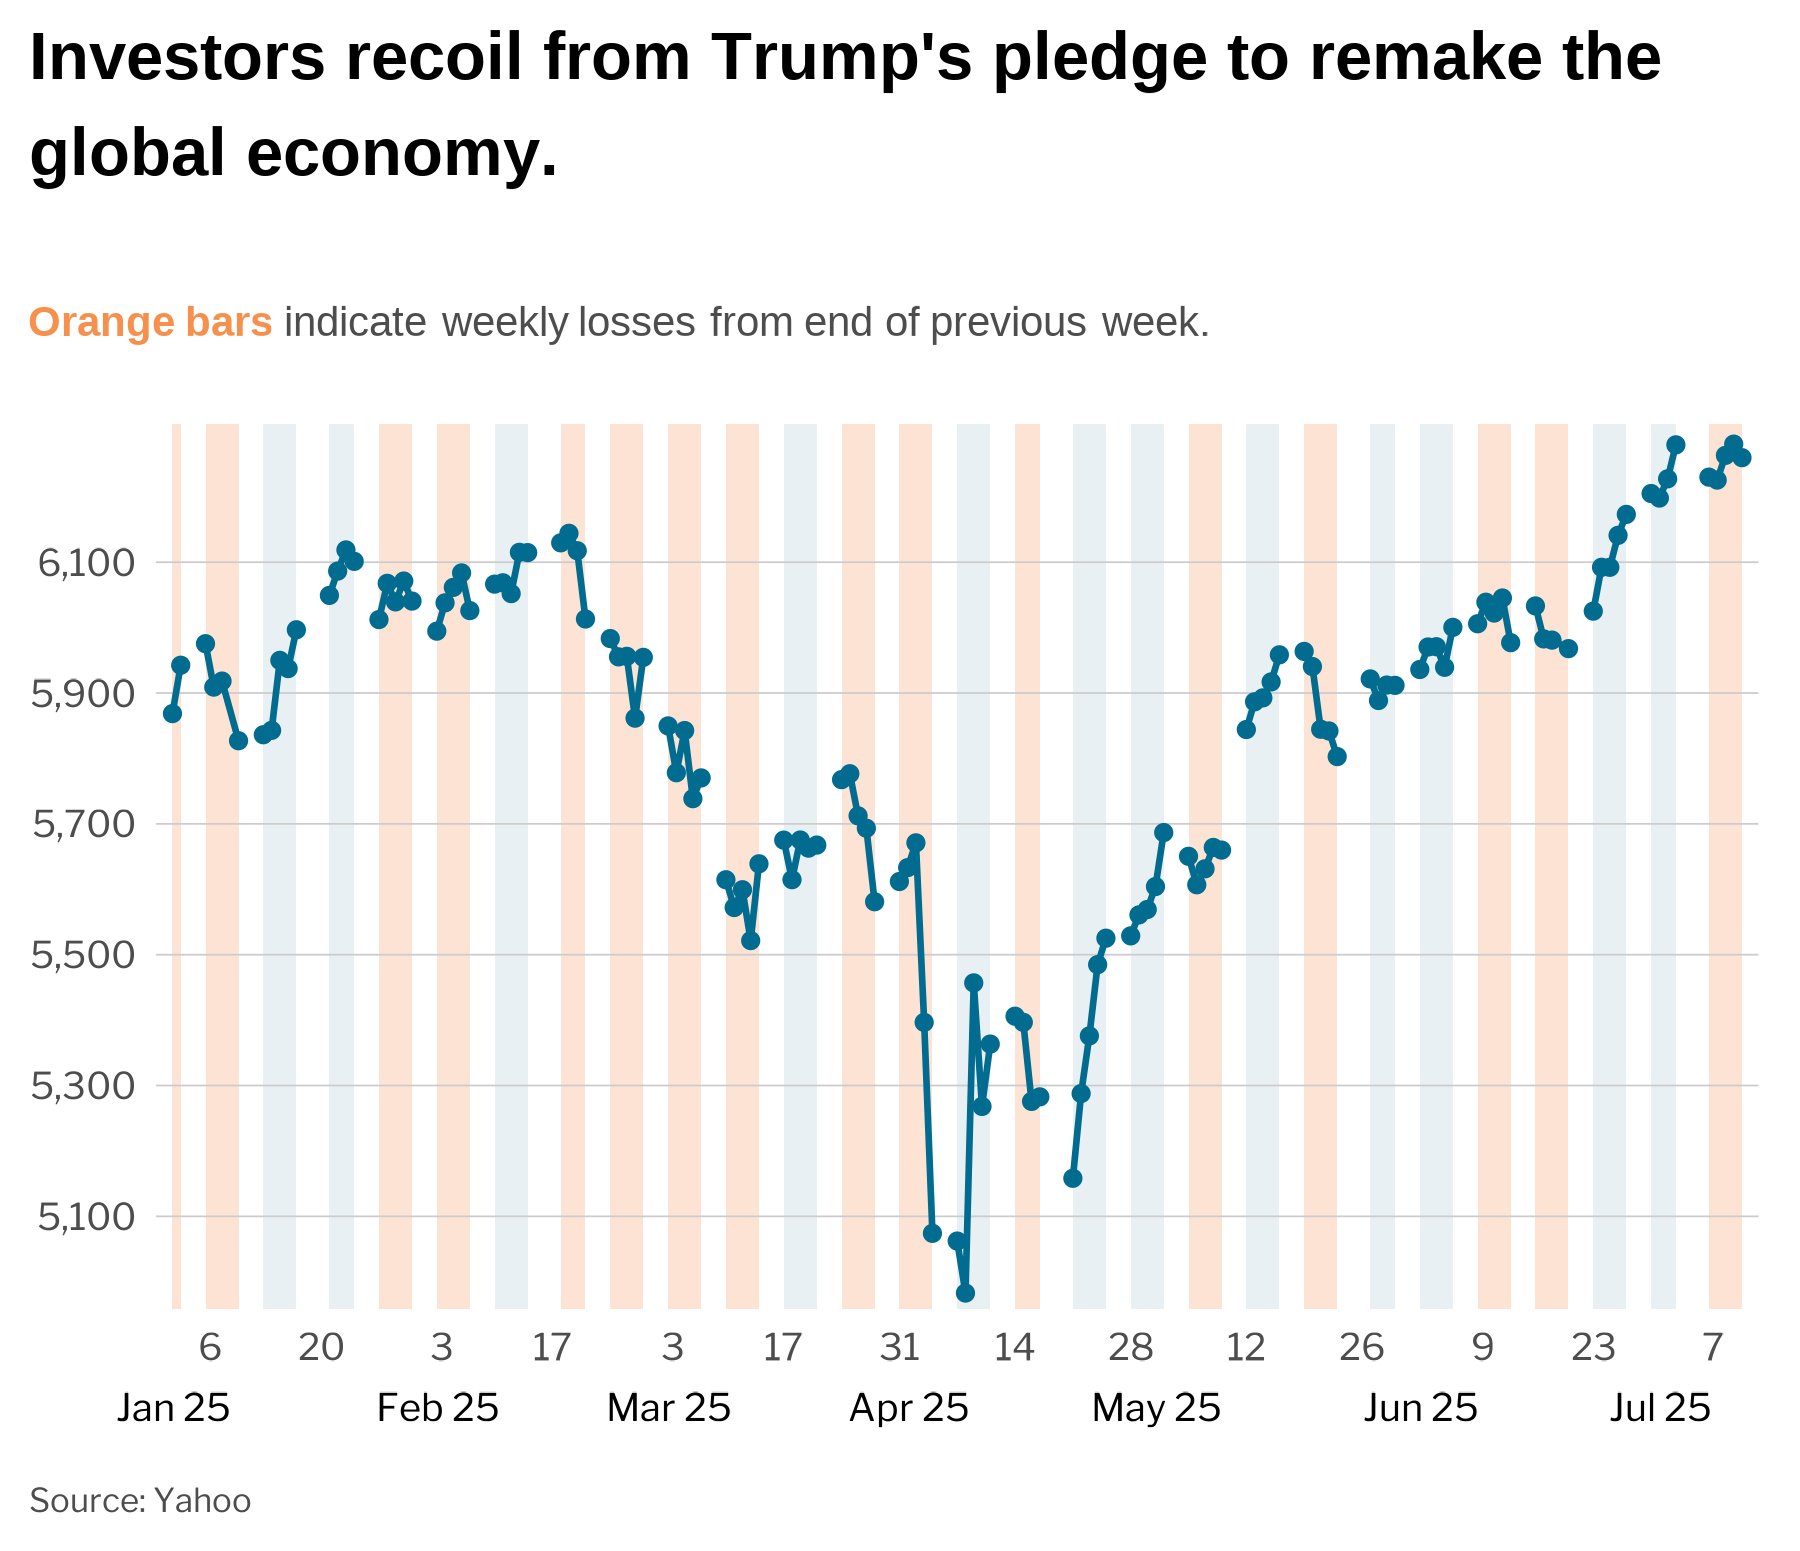 Investors recoil from Trump's pledge to remake the
global economy.
Orange bars indicate weekly losses from end of previous week.
6,100
5,900
5,700
5,500
5,300
5,100
6 20 3 17 3 17 31 14 28 12 26 9 23 7
Jan 25 Feb 25 Mar 25 Apr 25 May 25 Jun 25 Jul 25
Source: Yahoo